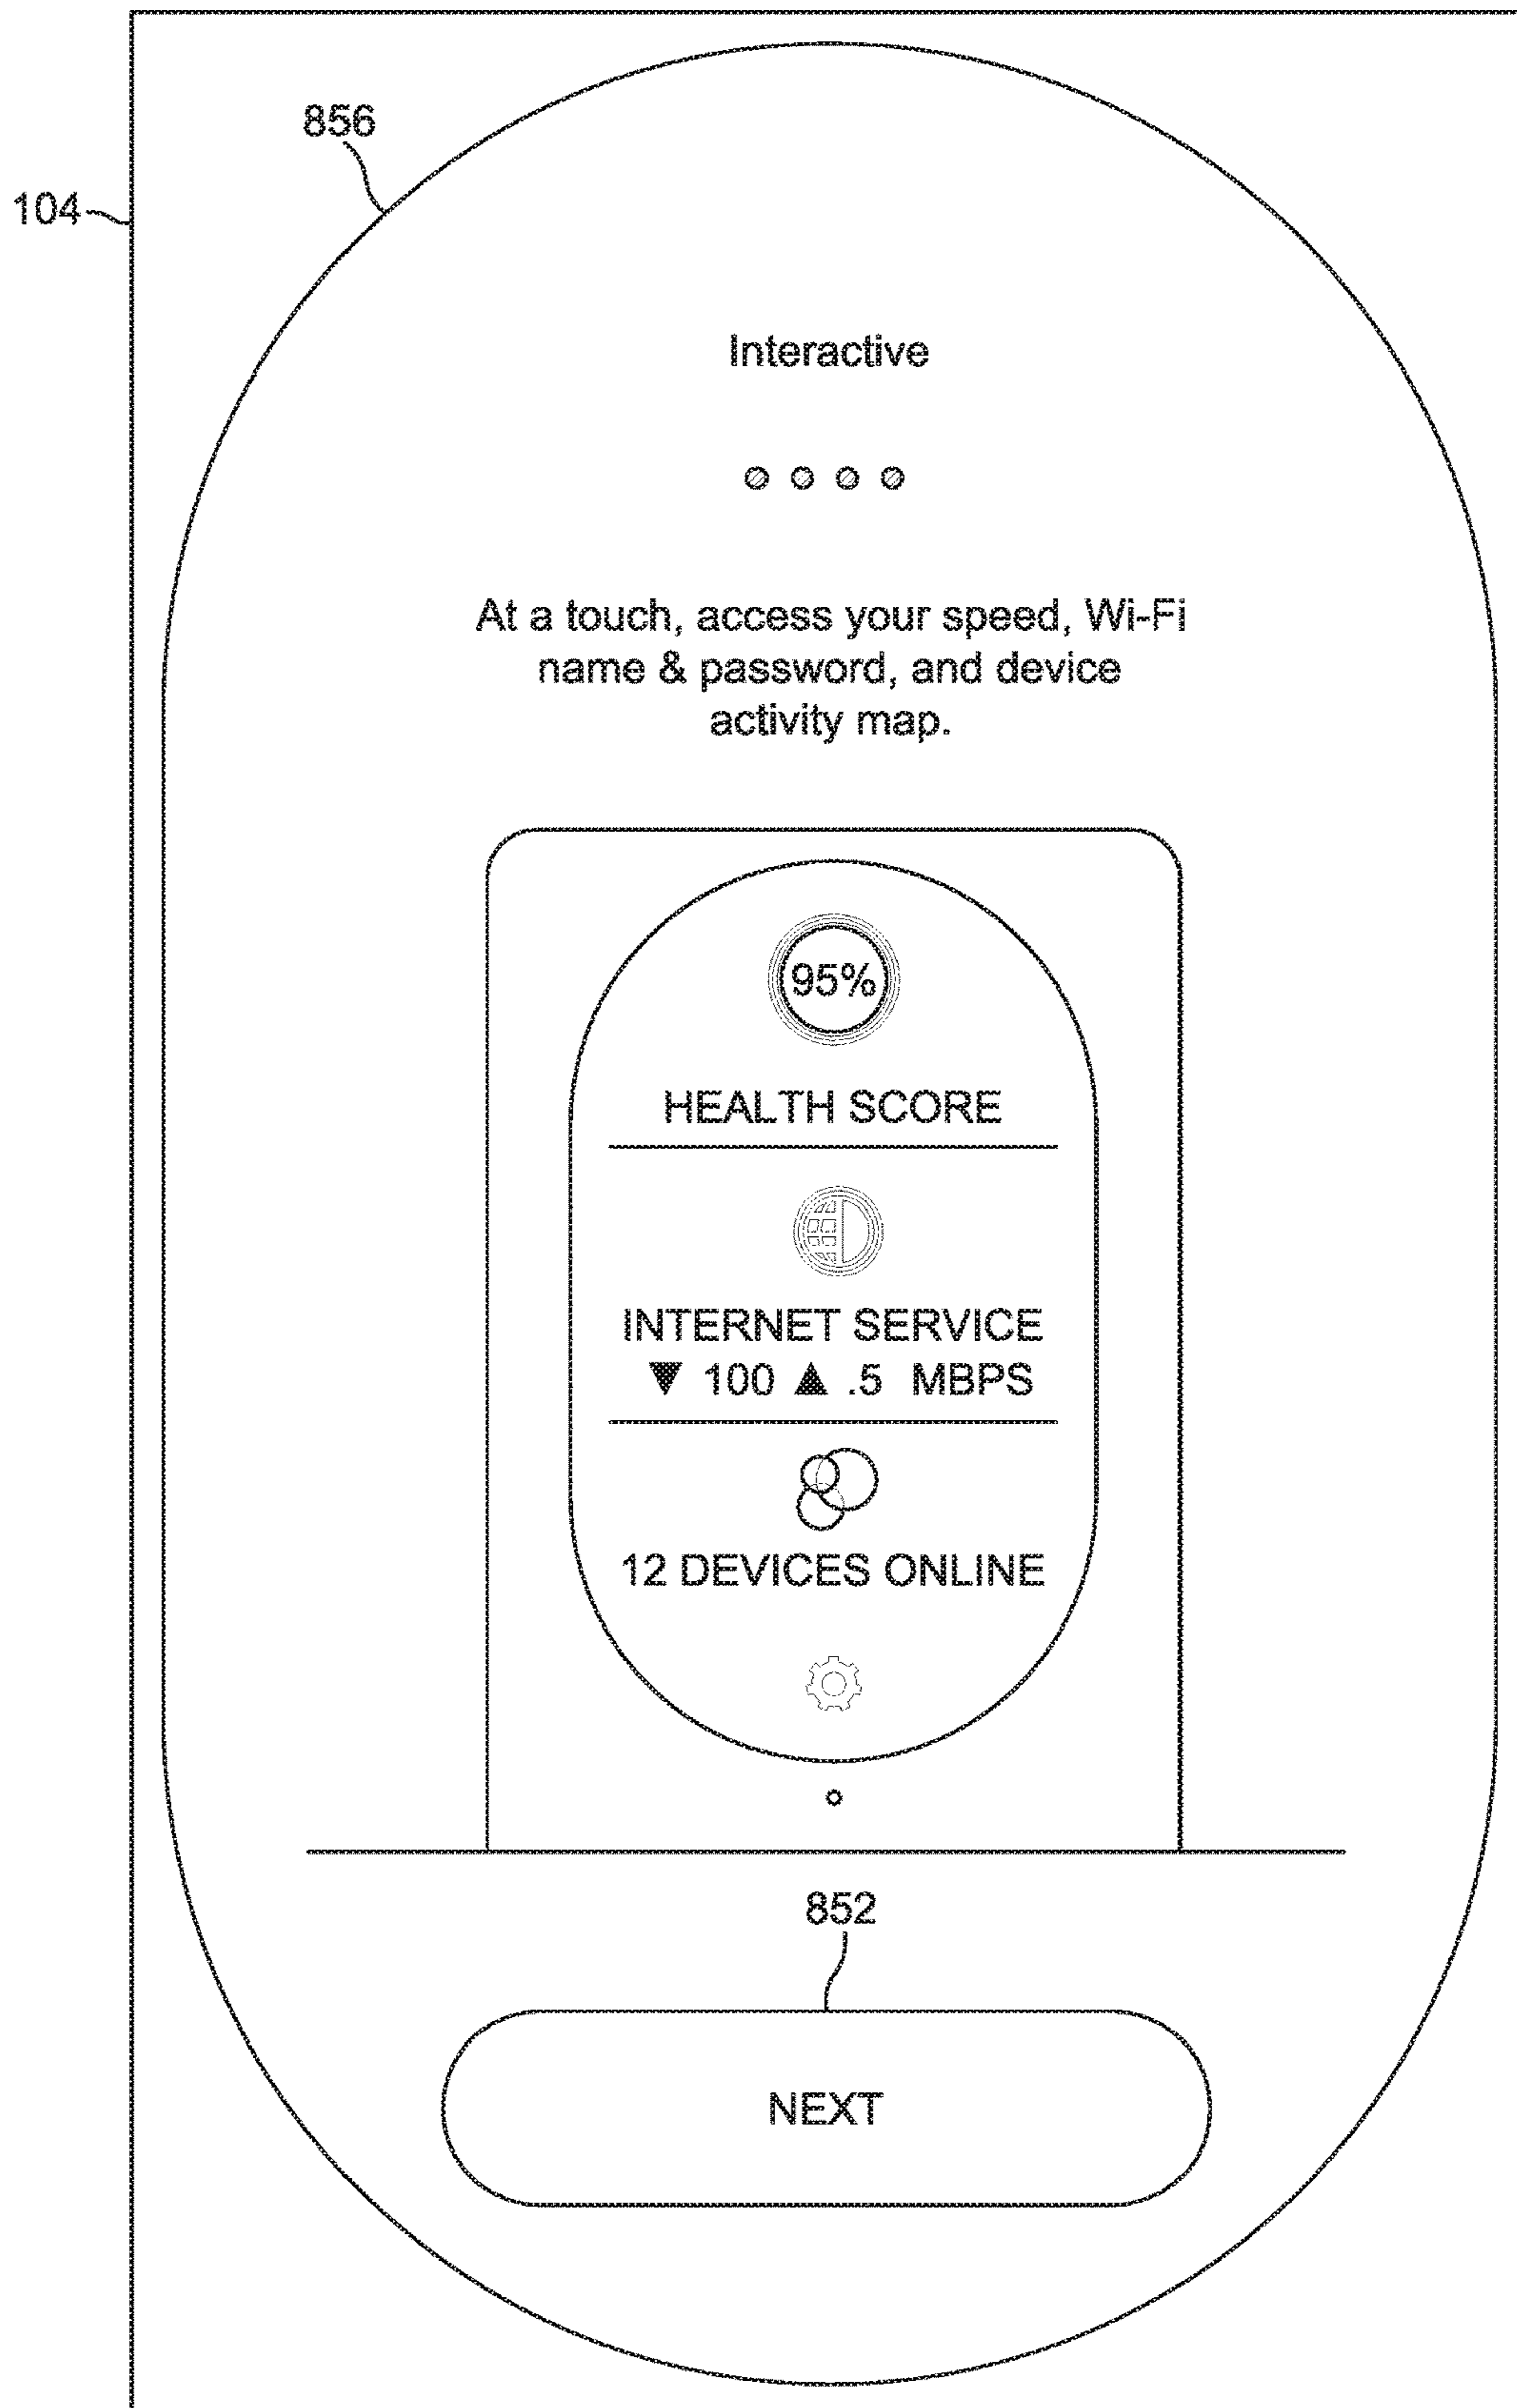 856
104
Interactive
At a touch, access your speed, Wi-Fi
name & password, and device
activity map.
95%
HEALTH SCORE
INTERNET SERVICE
▼ 100 ▲ .5 MBPS
12 DEVICES ONLINE
852
NEXT